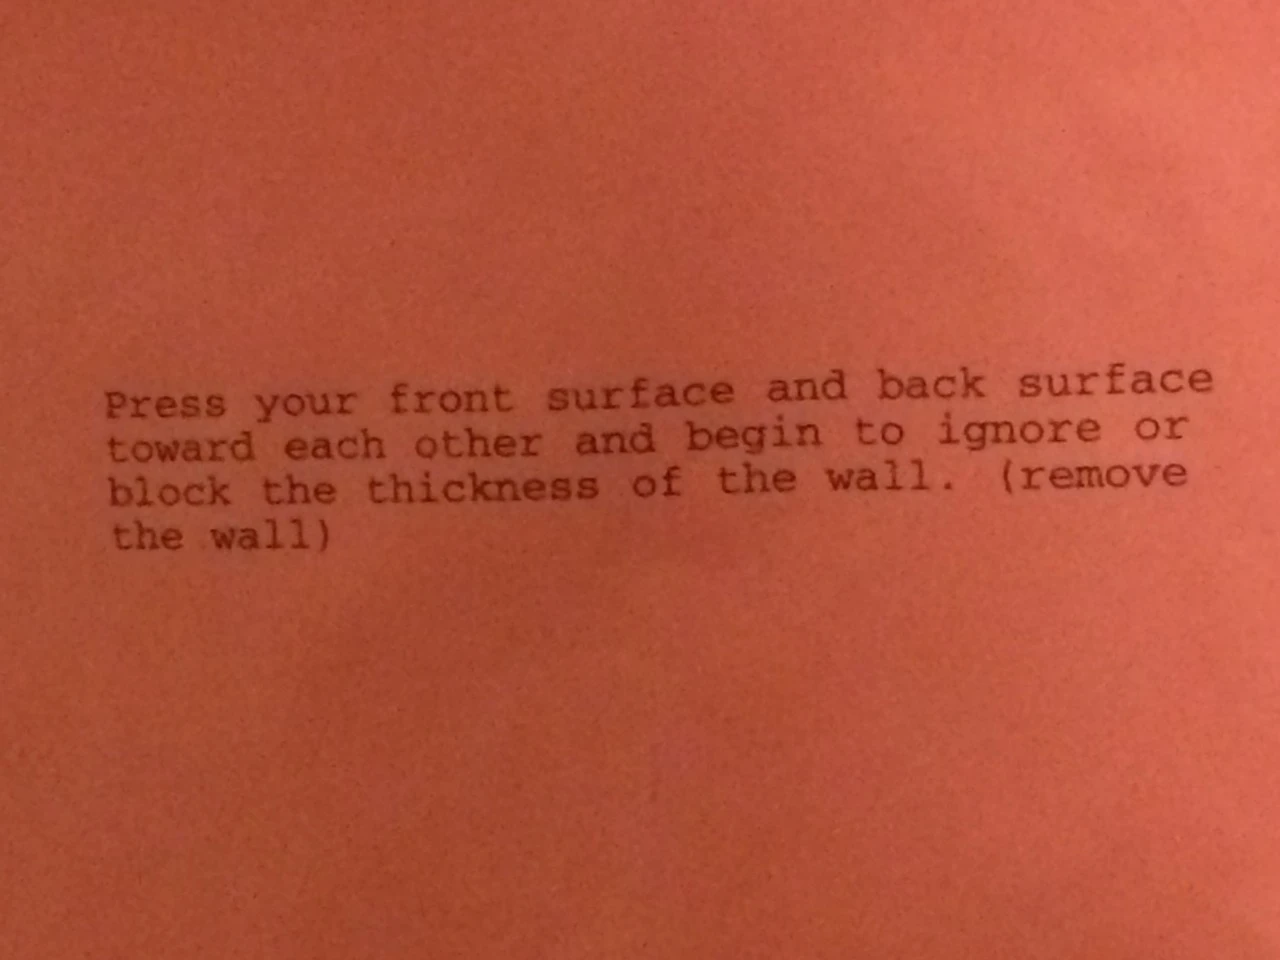 Press your front surface and back surface
toward each other and begin to ignore or
block the thickness of the wall. (remove
the wall)